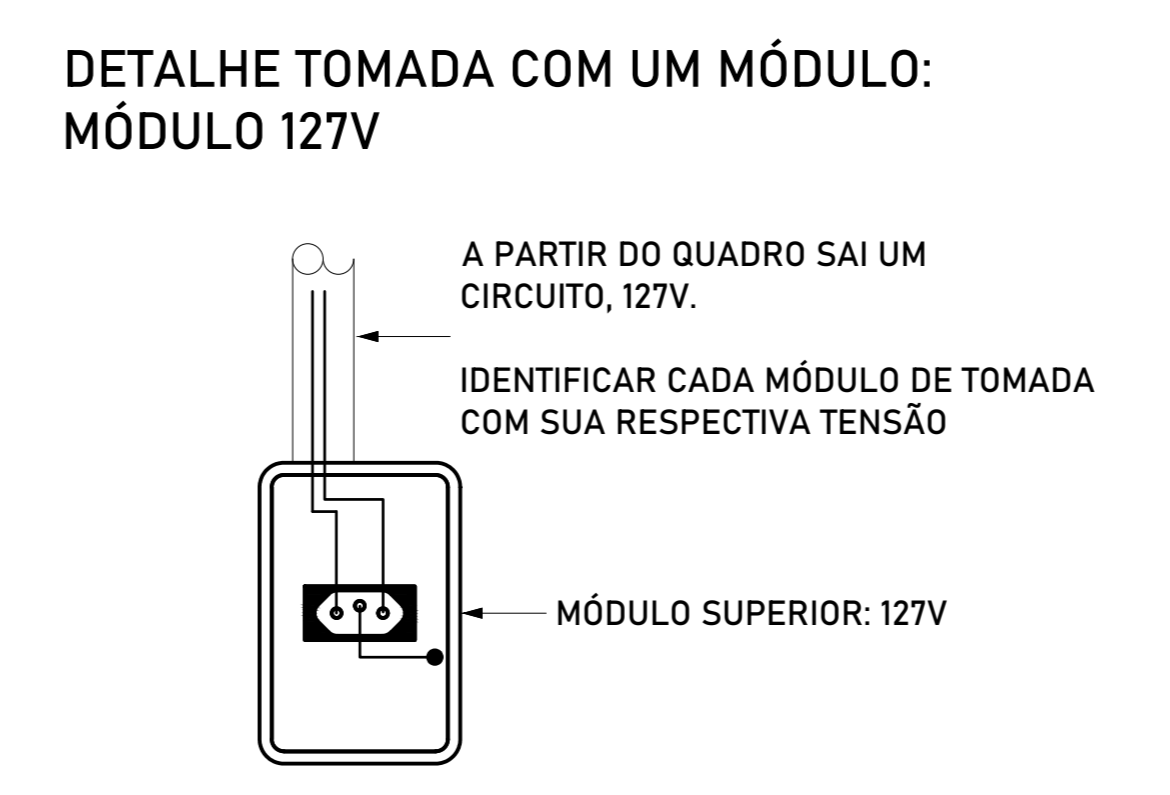 DETALHE TOMADA COM UM MÓDULO:
MÓDULO 127V
A PARTIR DO QUADRO SAI UM
CIRCUITO, 127V.
IDENTIFICAR CADA MÓDULO DE TOMADA
COM SUA RESPECTIVA TENSÃO
MÓDULO SUPERIOR: 127V